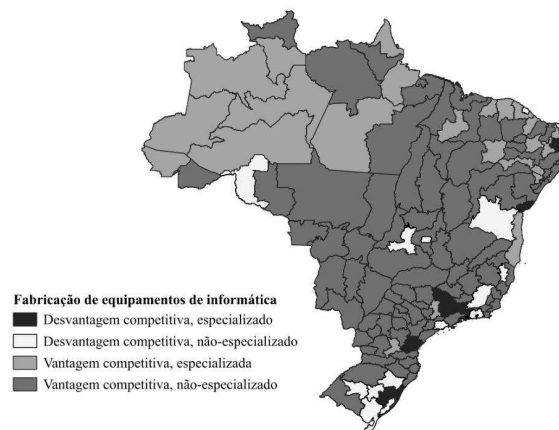 Fabricação de equipamentos de informática
Desvantagem competitiva, especializado
Desvantagem competitiva, não-especializado
Vantagem competitiva, especializada
Vantagem competitiva, não-especializado